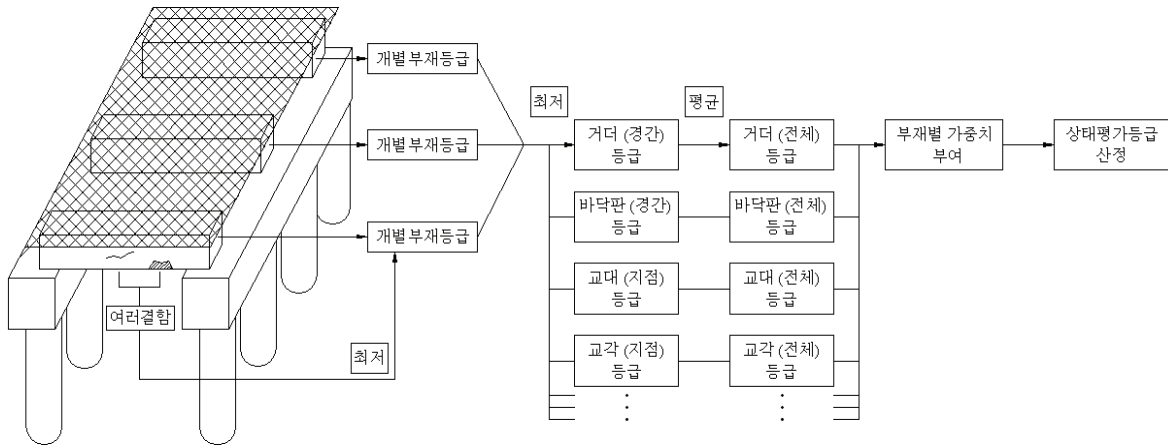 개별부재등급
개별부재등급
개별부재등급
여러결함
최저
최저
평균
거더 (경간)
등급
거더 (전체)
등급
부재별 가중치
부여
상태평가등급
산정
바닥판 (경간)
등급
바닥판 (전체)
등급
교대 (지점)
등급
교대 (전체)
등급
교각 (지점)
등급
교각 (전체)
등급